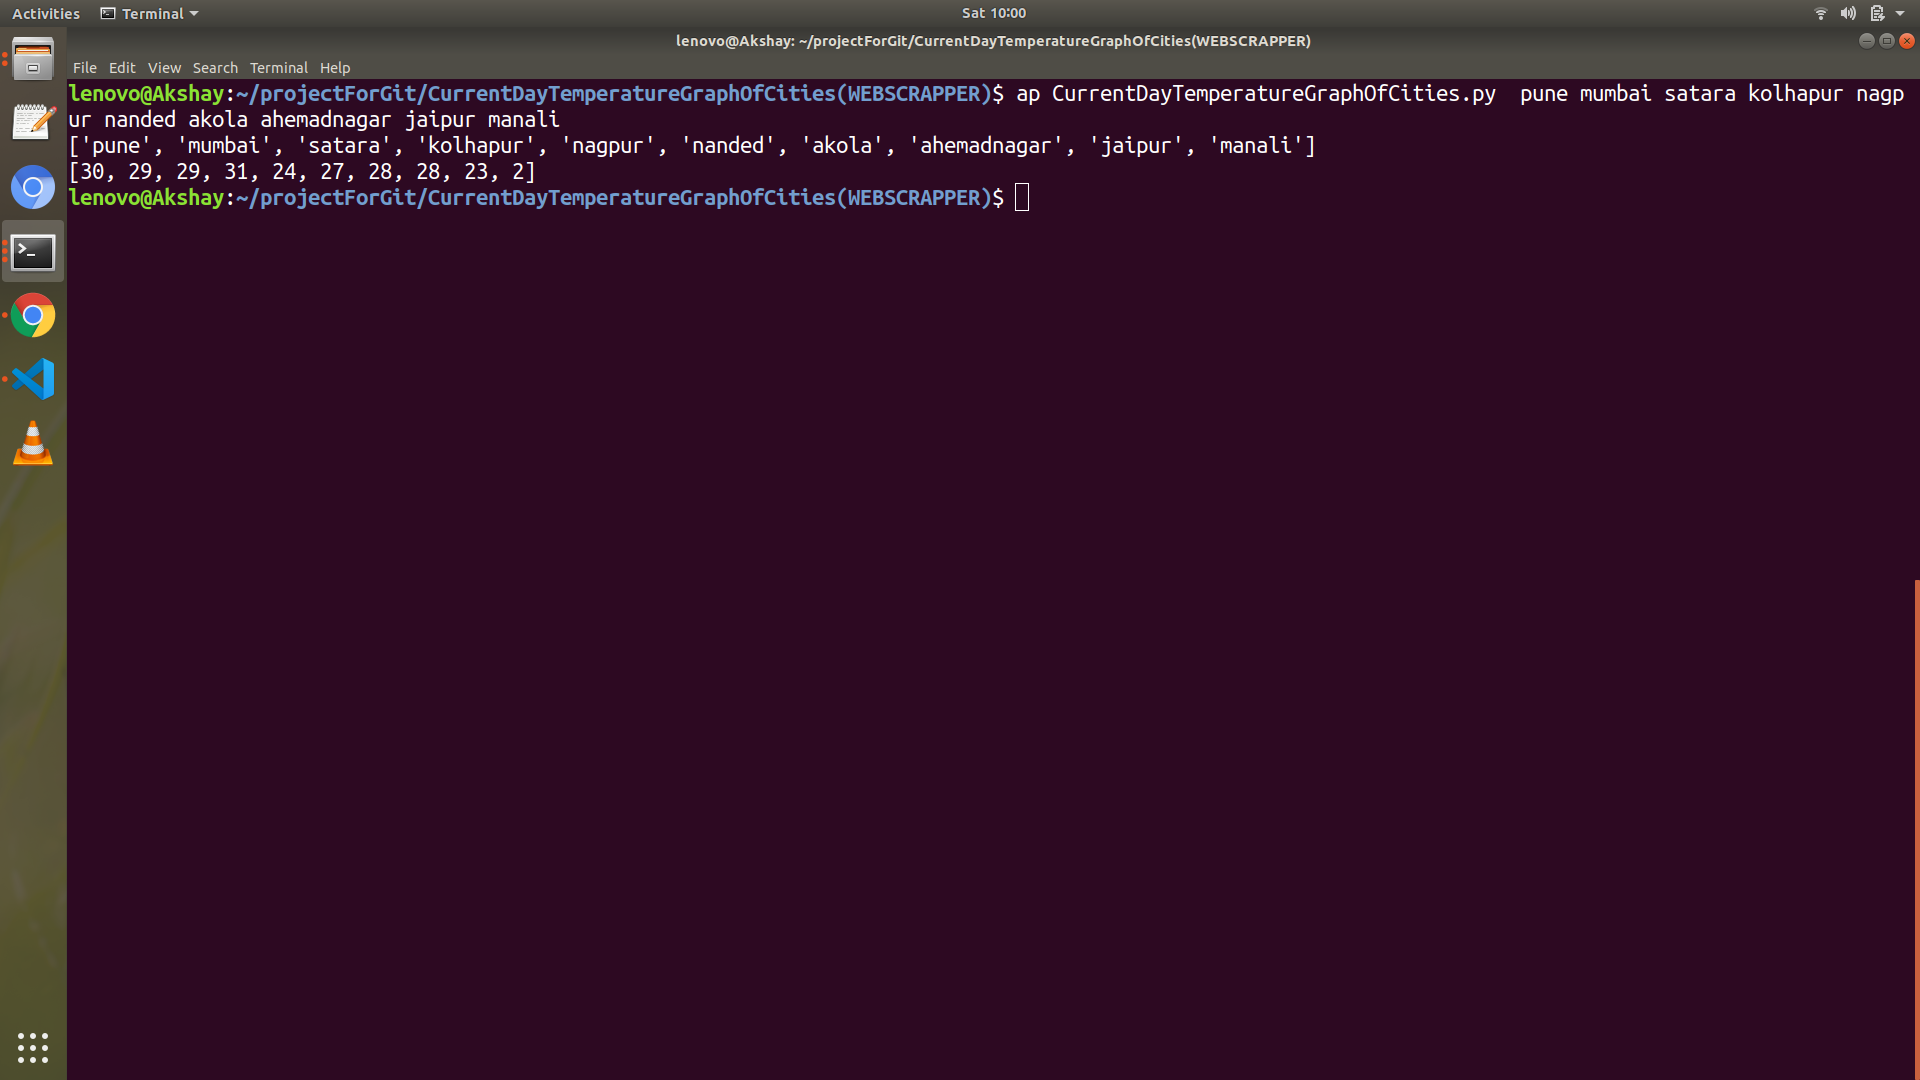 Activities Terminal Sat 10:00
lenovo@Akshay: ~/projectForGit/CurrentDayTemperatureGraphOfCities(WEBSCRAPPER)
File Edit View Search Terminal Help
lenovo@Akshay:~/projectForGit/CurrentDayTemperatureGraphOfCities(WEBSCRAPPER)$ ap CurrentDayTemperatureGraphOfCities.py  pune mumbai satara kolhapur nagp
ur nanded akola ahemadnagar jaipur manali
['pune', 'mumbai', 'satara', 'kolhapur', 'nagpur', 'nanded', 'akola', 'ahemadnagar', 'jaipur', 'manali']
[30, 29, 29, 31, 24, 27, 28, 28, 23, 2]
lenovo@Akshay:~/projectForGit/CurrentDayTemperatureGraphOfCities(WEBSCRAPPER)$